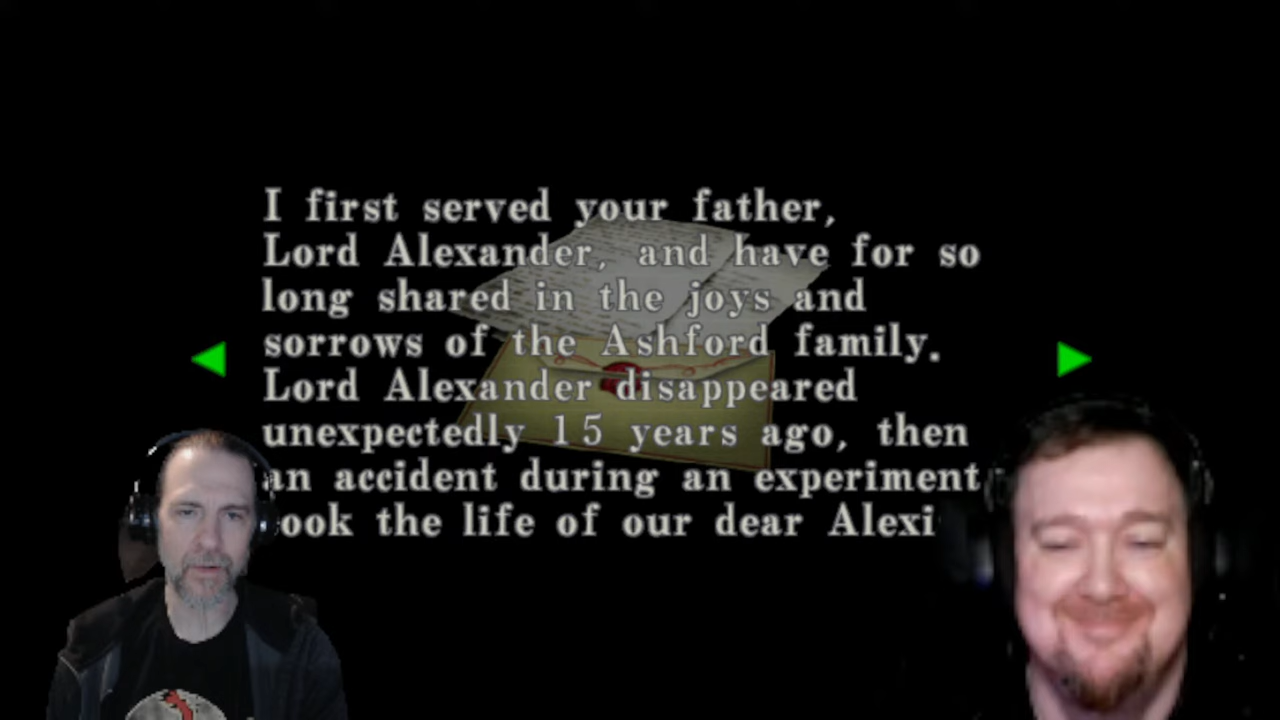 I first served your father,
Lord Alexander, and have for so
long shared in the joys and
sorrows of the Ashford family.
Lord Alexander disappeared
unexpectedly 15 years ago, then
an accident during an experiment
ook the life of our dear Alexi